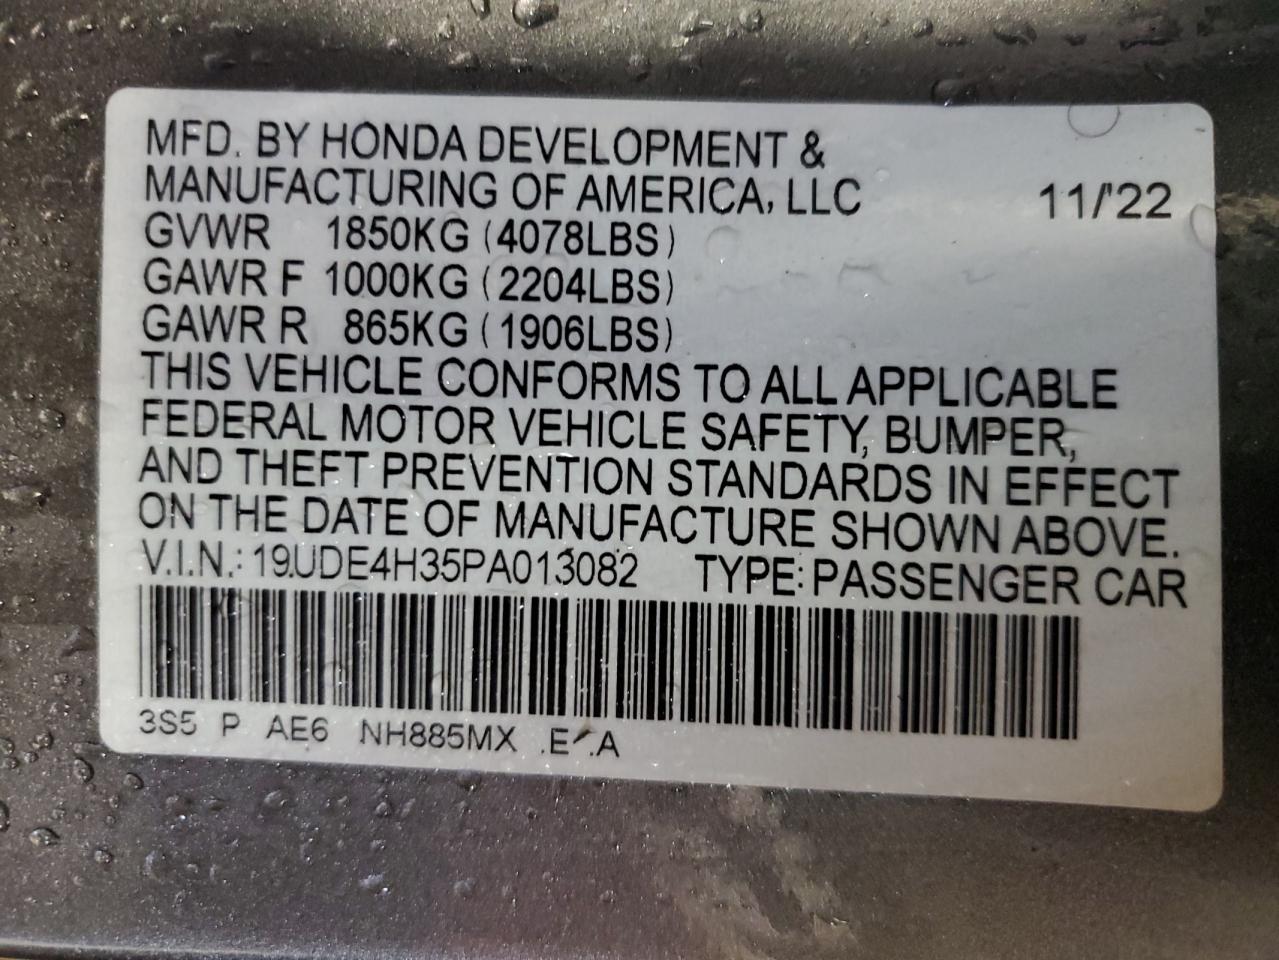 MFD. BY HONDA DEVELOPMENT &
MANUFACTURING OF AMERICA, LLC 11/'22
GVWR 1850KG (4078LBS)
GAWR F 1000KG (2204LBS)
GAWR R 865KG (1906LBS)
THIS VEHICLE CONFORMS TO ALL APPLICABLE
FEDERAL MOTOR VEHICLE SAFETY, BUMPER,
AND THEFT PREVENTION STANDARDS IN EFFECT
ON THE DATE OF MANUFACTURE SHOWN ABOVE.
V.I.N.: 19UDE4H35PA013082 TYPE: PASSENGER CAR
3S5 P AE6 NH885MX